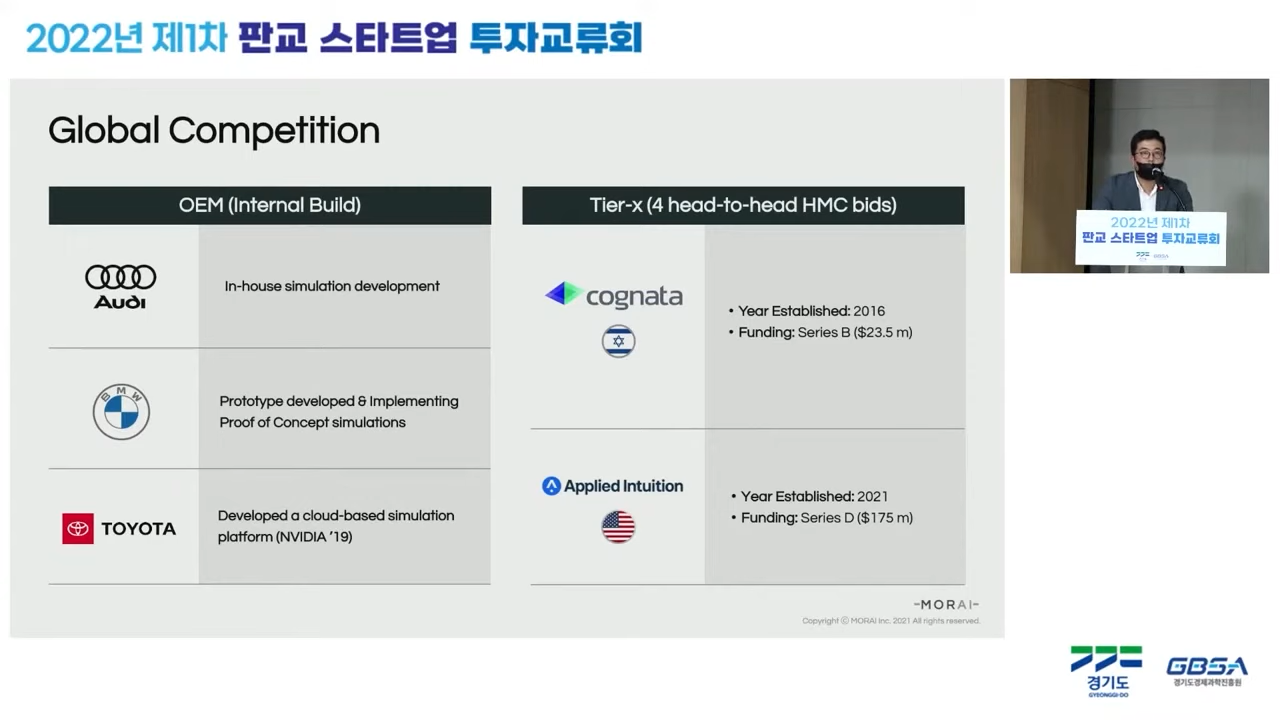 2022년 제1차 판교 스타트업 투자교류회
Global Competition
OEM (Internal Build)
Audi
In-house simulation development
BMW
Prototype developed & Implementing
Proof of Concept simulations
TOYOTA
Developed a cloud-based simulation
platform (NVIDIA '19)
Tier-x (4 head-to-head HMC bids)
cognata
• Year Established: 2016
• Funding: Series B ($23.5 m)
Applied Intuition
• Year Established: 2021
• Funding: Series D ($175 m)
-MORAI-
Copyright ⓒ MORAI Inc. 2021 All rights reserved.
2022년 제1차
판교 스타트업 투자교류회
GBSA
경기도
GYEONGGI-DO
GBSA
경기도경제과학진흥원